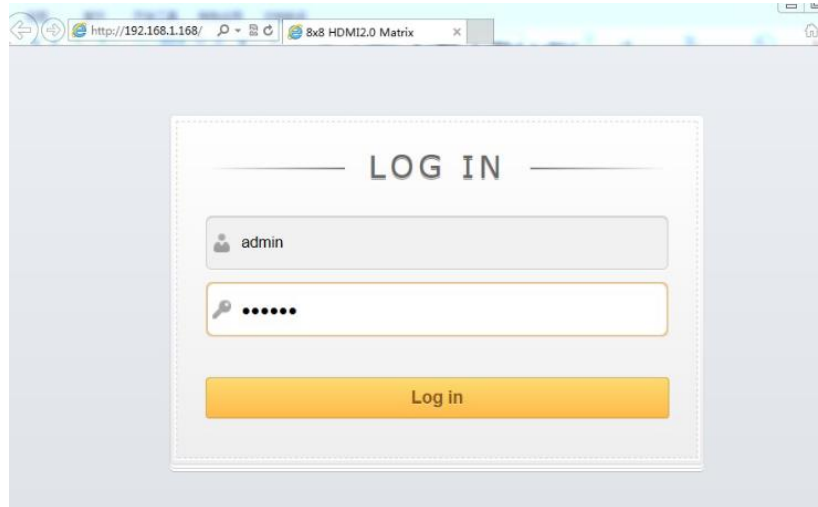 http://192.168.1.168/
8x8 HDMI2.0 Matrix
LOG IN
admin
••••••
Log in